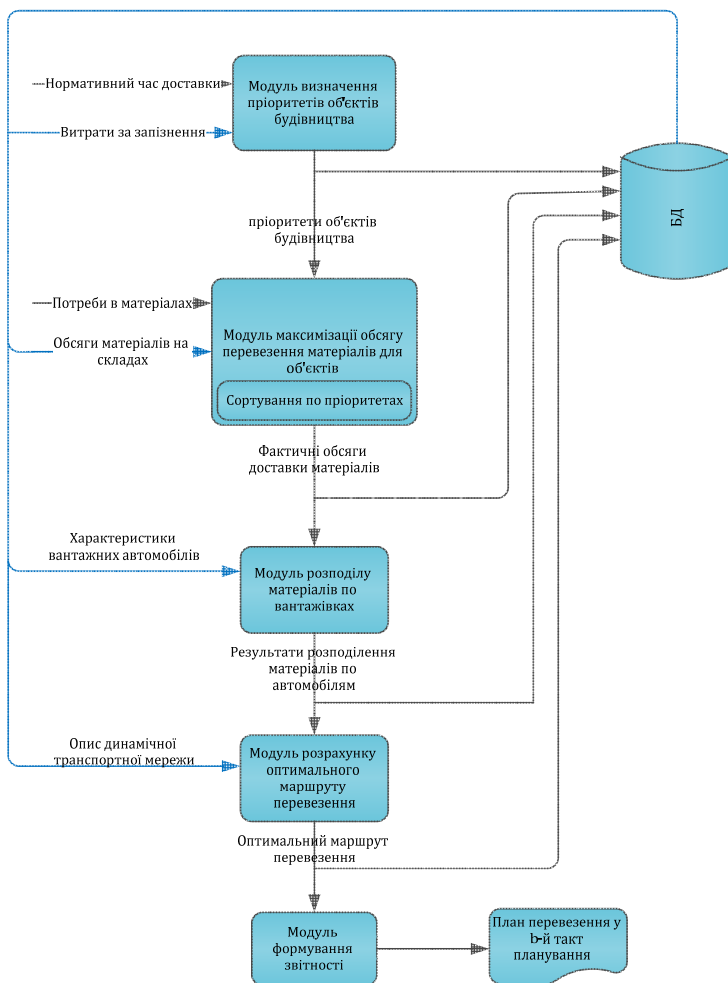 Нормативний час доставки
Модуль визначення
пріоритетів об'єктів
будівництва
Витрати за запізнення
БД
пріоритети об'єктів
будівництва
Потреби в матеріалах
Модуль максимізації обсягу
перевезення матеріалів для
об'єктів
Обсяги матеріалів на
складах
Сортування по пріоритетах
Фактичні обсяги
доставки матеріалів
Характеристики
вантажних автомобілів
Модуль розподілу
матеріалів по
вантажівках
Результати розподілення
матеріалів по
автомобілям
Опис динамічної
транспортної мережи
Модуль розрахунку
оптимального
маршруту
перевезення
Оптимальний маршрут
перевезення
Модуль
формування
звітності
План перевезення у
b-й такт
планування